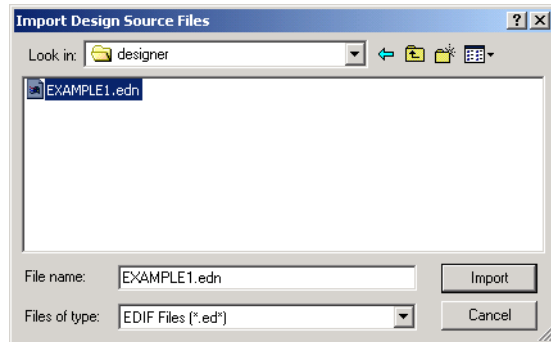 Import Design Source Files
Look in: designer
EXAMPLE1.edn
File name: EXAMPLE1.edn Import
Files of type: EDIF Files (*.ed*) Cancel